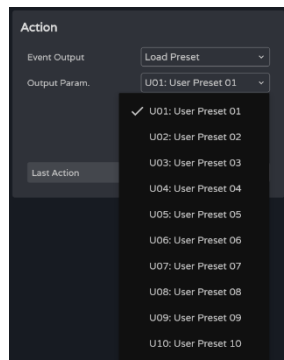 Action
Event Output Load Preset
Output Param. U01: User Preset 01
U01: User Preset 01
U02: User Preset 02
U03: User Preset 03
Last Action
U04: User Preset 04
U05: User Preset 05
U06: User Preset 06
U07: User Preset 07
U08: User Preset 08
U09: User Preset 09
U10: User Preset 10